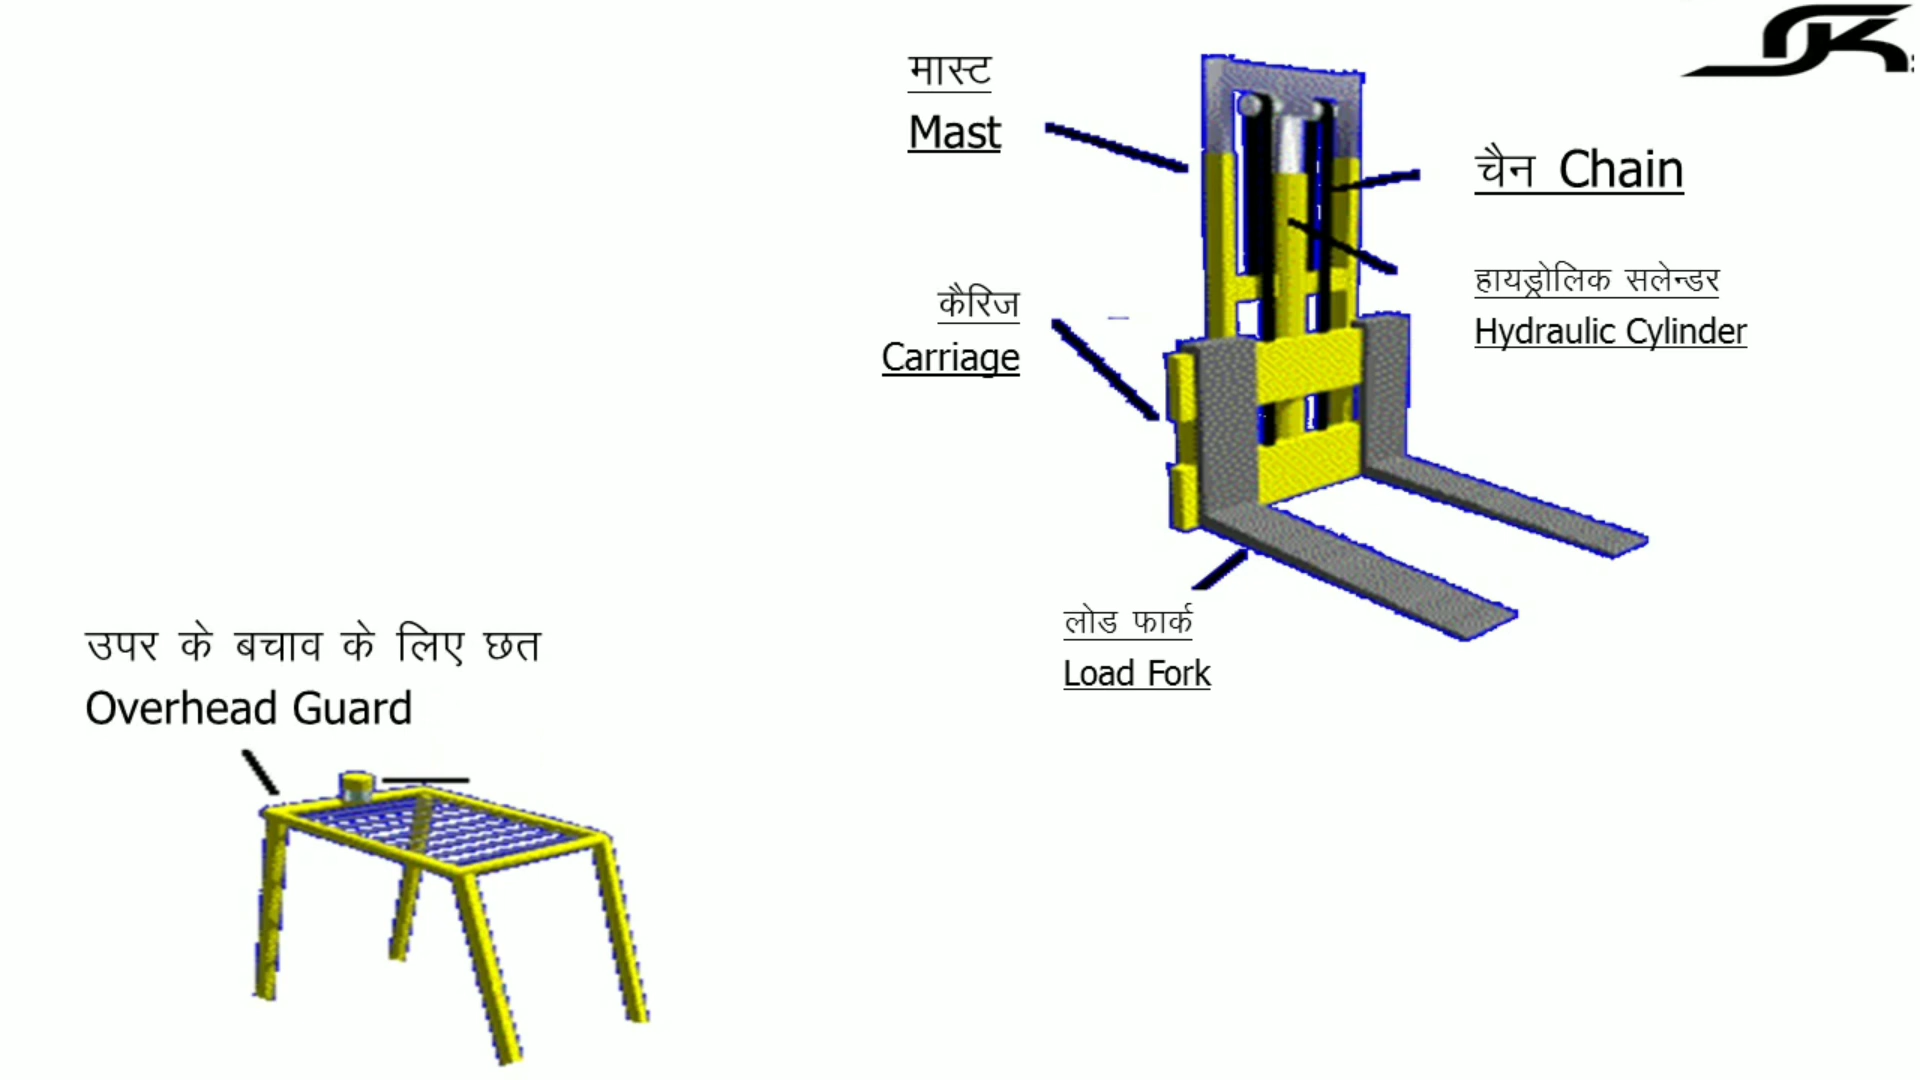 मास्ट
Mast
चैन Chain
कैरिज
Carriage
हायड्रोलिक सलेन्डर
Hydraulic Cylinder
लोड फार्क
Load Fork
उपर के बचाव के लिए छत
Overhead Guard